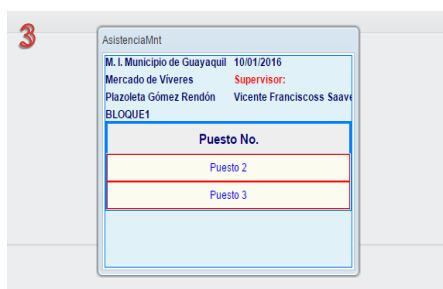 3
AsistenciaMnt
M. I. Municipio de Guayaquil 10/01/2016
Mercado de Víveres Supervisor:
Plazoleta Gómez Rendón Vicente Franciscoss Saave
BLOQUE1
Puesto No.
Puesto 2
Puesto 3